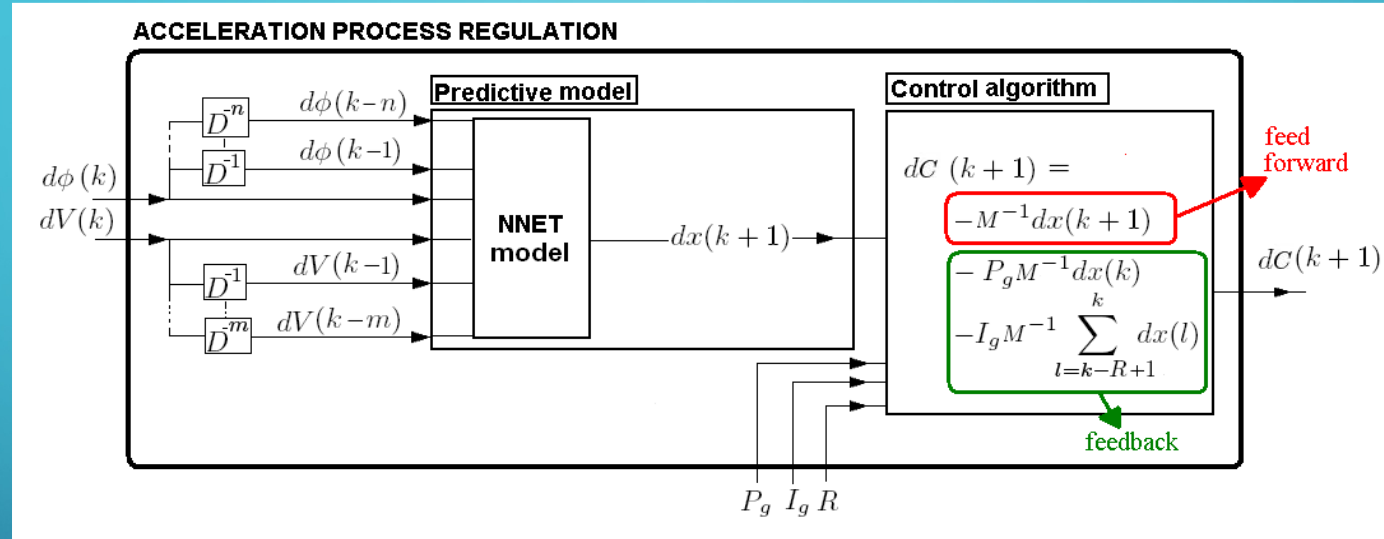 ACCELERATION PROCESS REGULATION
Predictive model
Control algorithm
D^{-n}
dϕ(k−n)
D^{-1}
dϕ(k−1)
dϕ(k)
dV(k)
NNET
model
dx(k+1)
D^{-1}
dV(k−1)
D^{-m}
dV(k−m)
dC (k+1) =
−M^{-1}dx(k+1)
− P_g M^{-1}dx(k)
−I_g M^{-1} \sum_{l=k−R+1}^{k} dx(l)
feed
forward
feedback
dC(k+1)
P_g I_g R